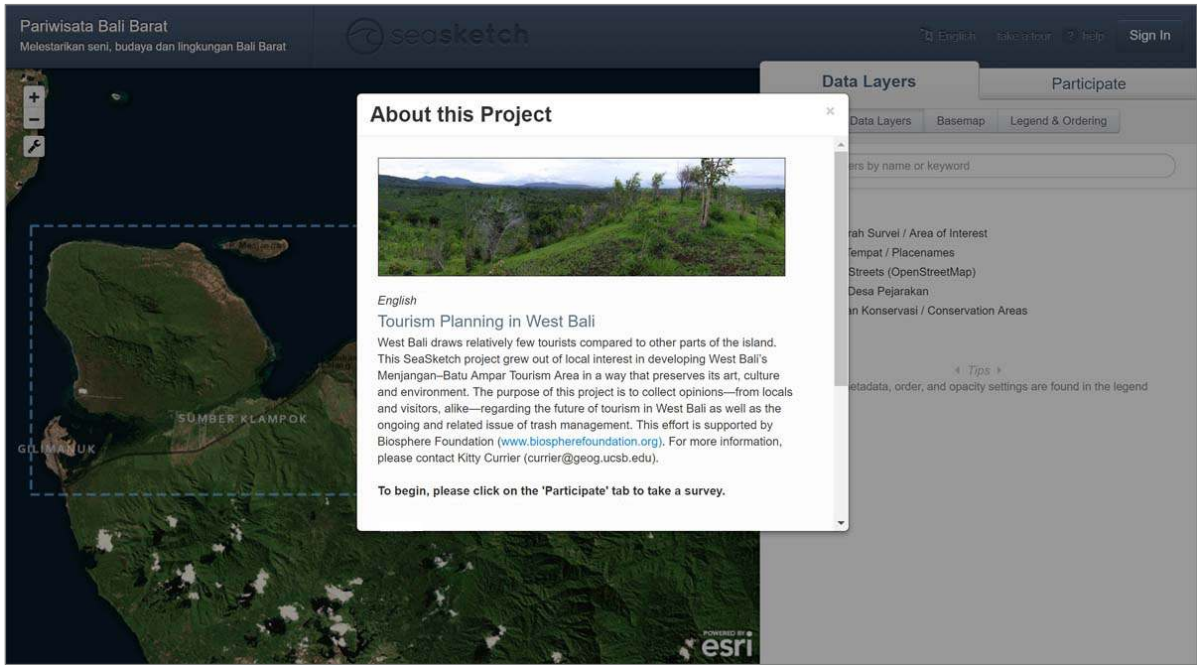 Pariwisata Bali Barat
Melestarikan seni, budaya dan lingkungan Bali Barat
seasketch
English take a tour ? help Sign In
Data Layers Participate
Data Layers Basemap Legend & Ordering
by name or keyword
+
−
About this Project ×
English
Tourism Planning in West Bali
West Bali draws relatively few tourists compared to other parts of the island.
This SeaSketch project grew out of local interest in developing West Bali's
Menjangan–Batu Ampar Tourism Area in a way that preserves its art, culture
and environment. The purpose of this project is to collect opinions—from locals
and visitors, alike—regarding the future of tourism in West Bali as well as the
ongoing and related issue of trash management. This effort is supported by
Biosphere Foundation (www.biospherefoundation.org). For more information,
please contact Kitty Currier (currier@geog.ucsb.edu).
To begin, please click on the 'Participate' tab to take a survey.
Survei / Area of Interest
Tempat / Placenames
Streets (OpenStreetMap)
Desa Pejarakan
Konservasi / Conservation Areas
Tips
order, and opacity settings are found in the legend
P. Menjangan
SUMBER KLAMPOK
GILIMANUK
POWERED BY
esri